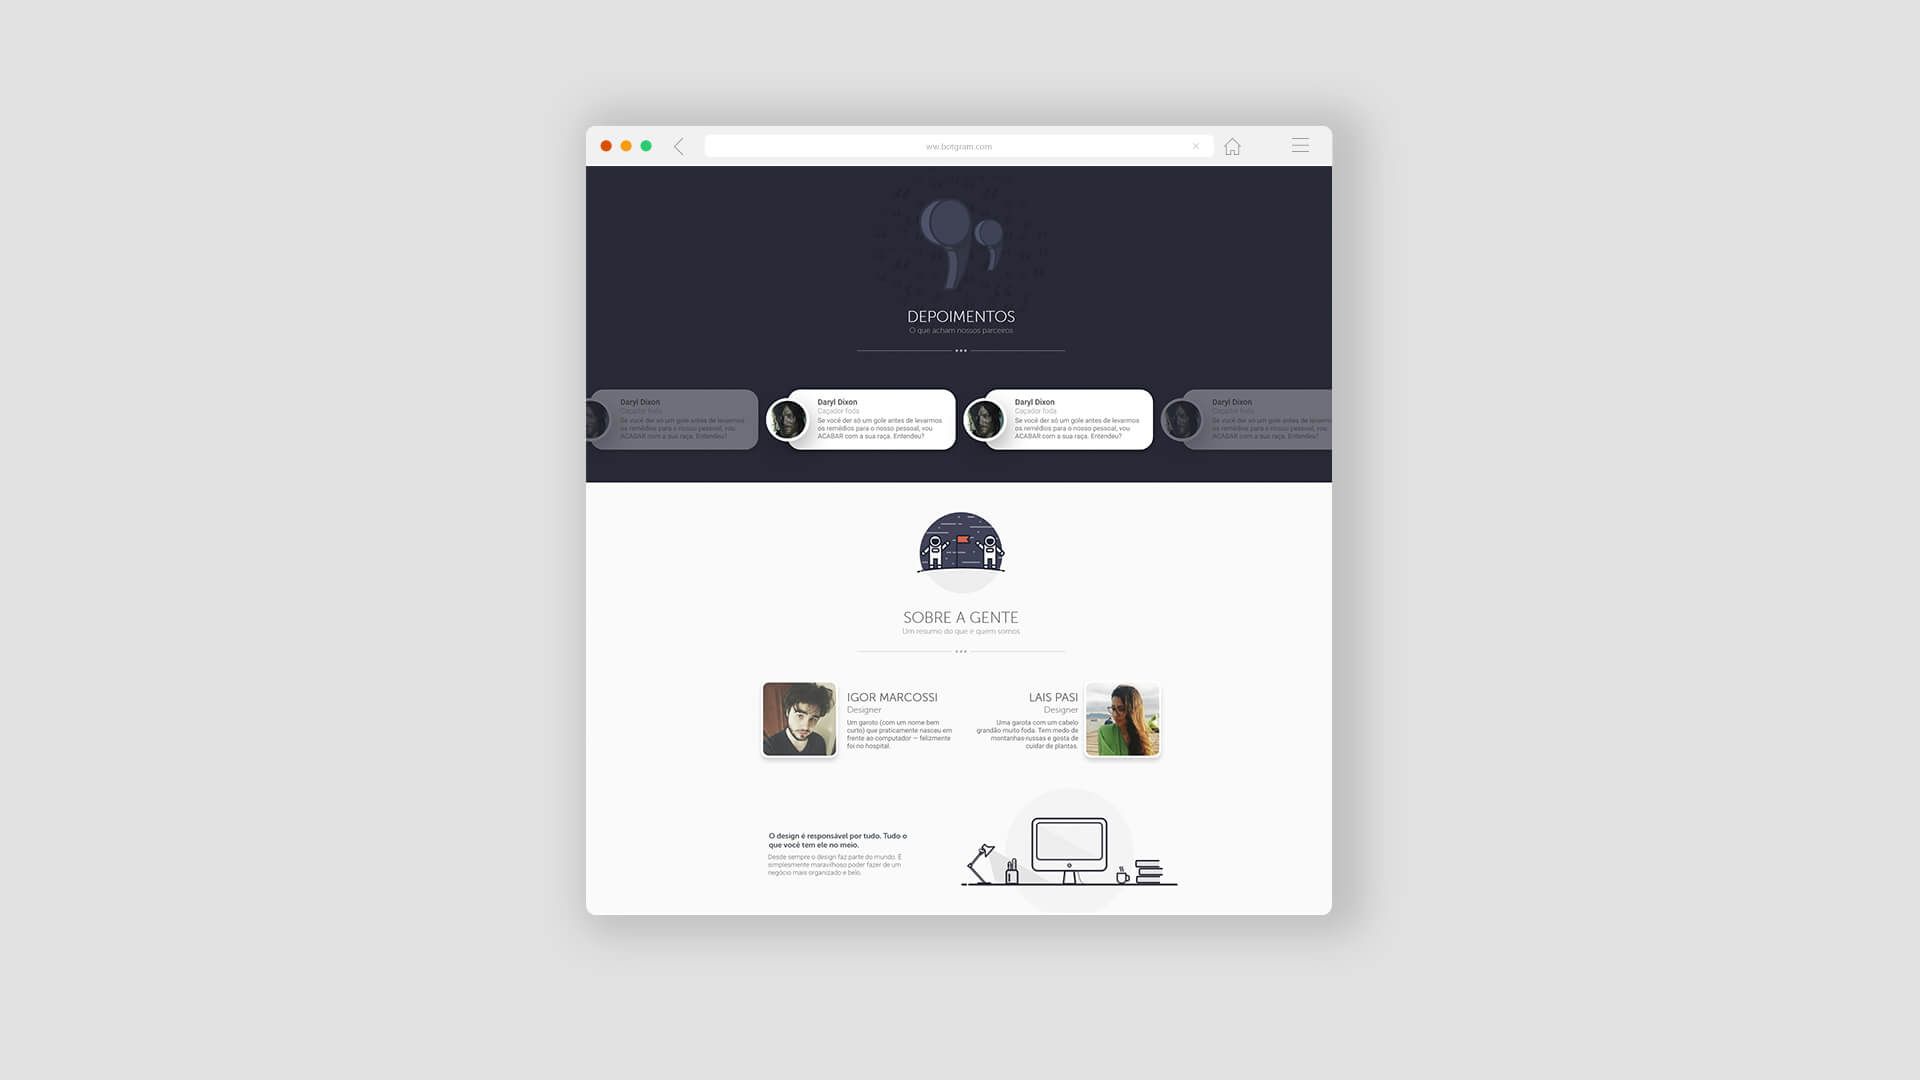 ww.botgram.com
DEPOIMENTOS
O que acham nossos parceiros
Daryl Dixon
Caçador foda
Se você der só um gole antes de levarmos
os remédios para o nosso pessoal, vou
ACABAR com a sua raça. Entendeu?
Daryl Dixon
Caçador foda
Se você der só um gole antes de levarmos
os remédios para o nosso pessoal, vou
ACABAR com a sua raça. Entendeu?
Daryl Dixon
Caçador foda
Se você der só um gole antes de levarmos
os remédios para o nosso pessoal, vou
ACABAR com a sua raça. Entendeu?
Daryl Dixon
Caçador foda
Se você der só um gole antes de levarm
os remédios para o nosso pessoal, vou
ACABAR com a sua raça. Entendeu?
SOBRE A GENTE
Um resumo do que e quem somos
IGOR MARCOSSI
Designer
Um garoto (com um nome bem
curto) que praticamente nasceu em
frente ao computador — felizmente
foi no hospital.
LAIS PASI
Designer
Uma garota com um cabelo
grandão muito foda. Tem medo de
montanhas-russas e gosta de
cuidar de plantas.
O design é responsável por tudo. Tudo o
que você tem ele no meio.
Desde sempre o design faz parte do mundo. É
simplesmente maravilhoso poder fazer de um
negócio mais organizado e belo.